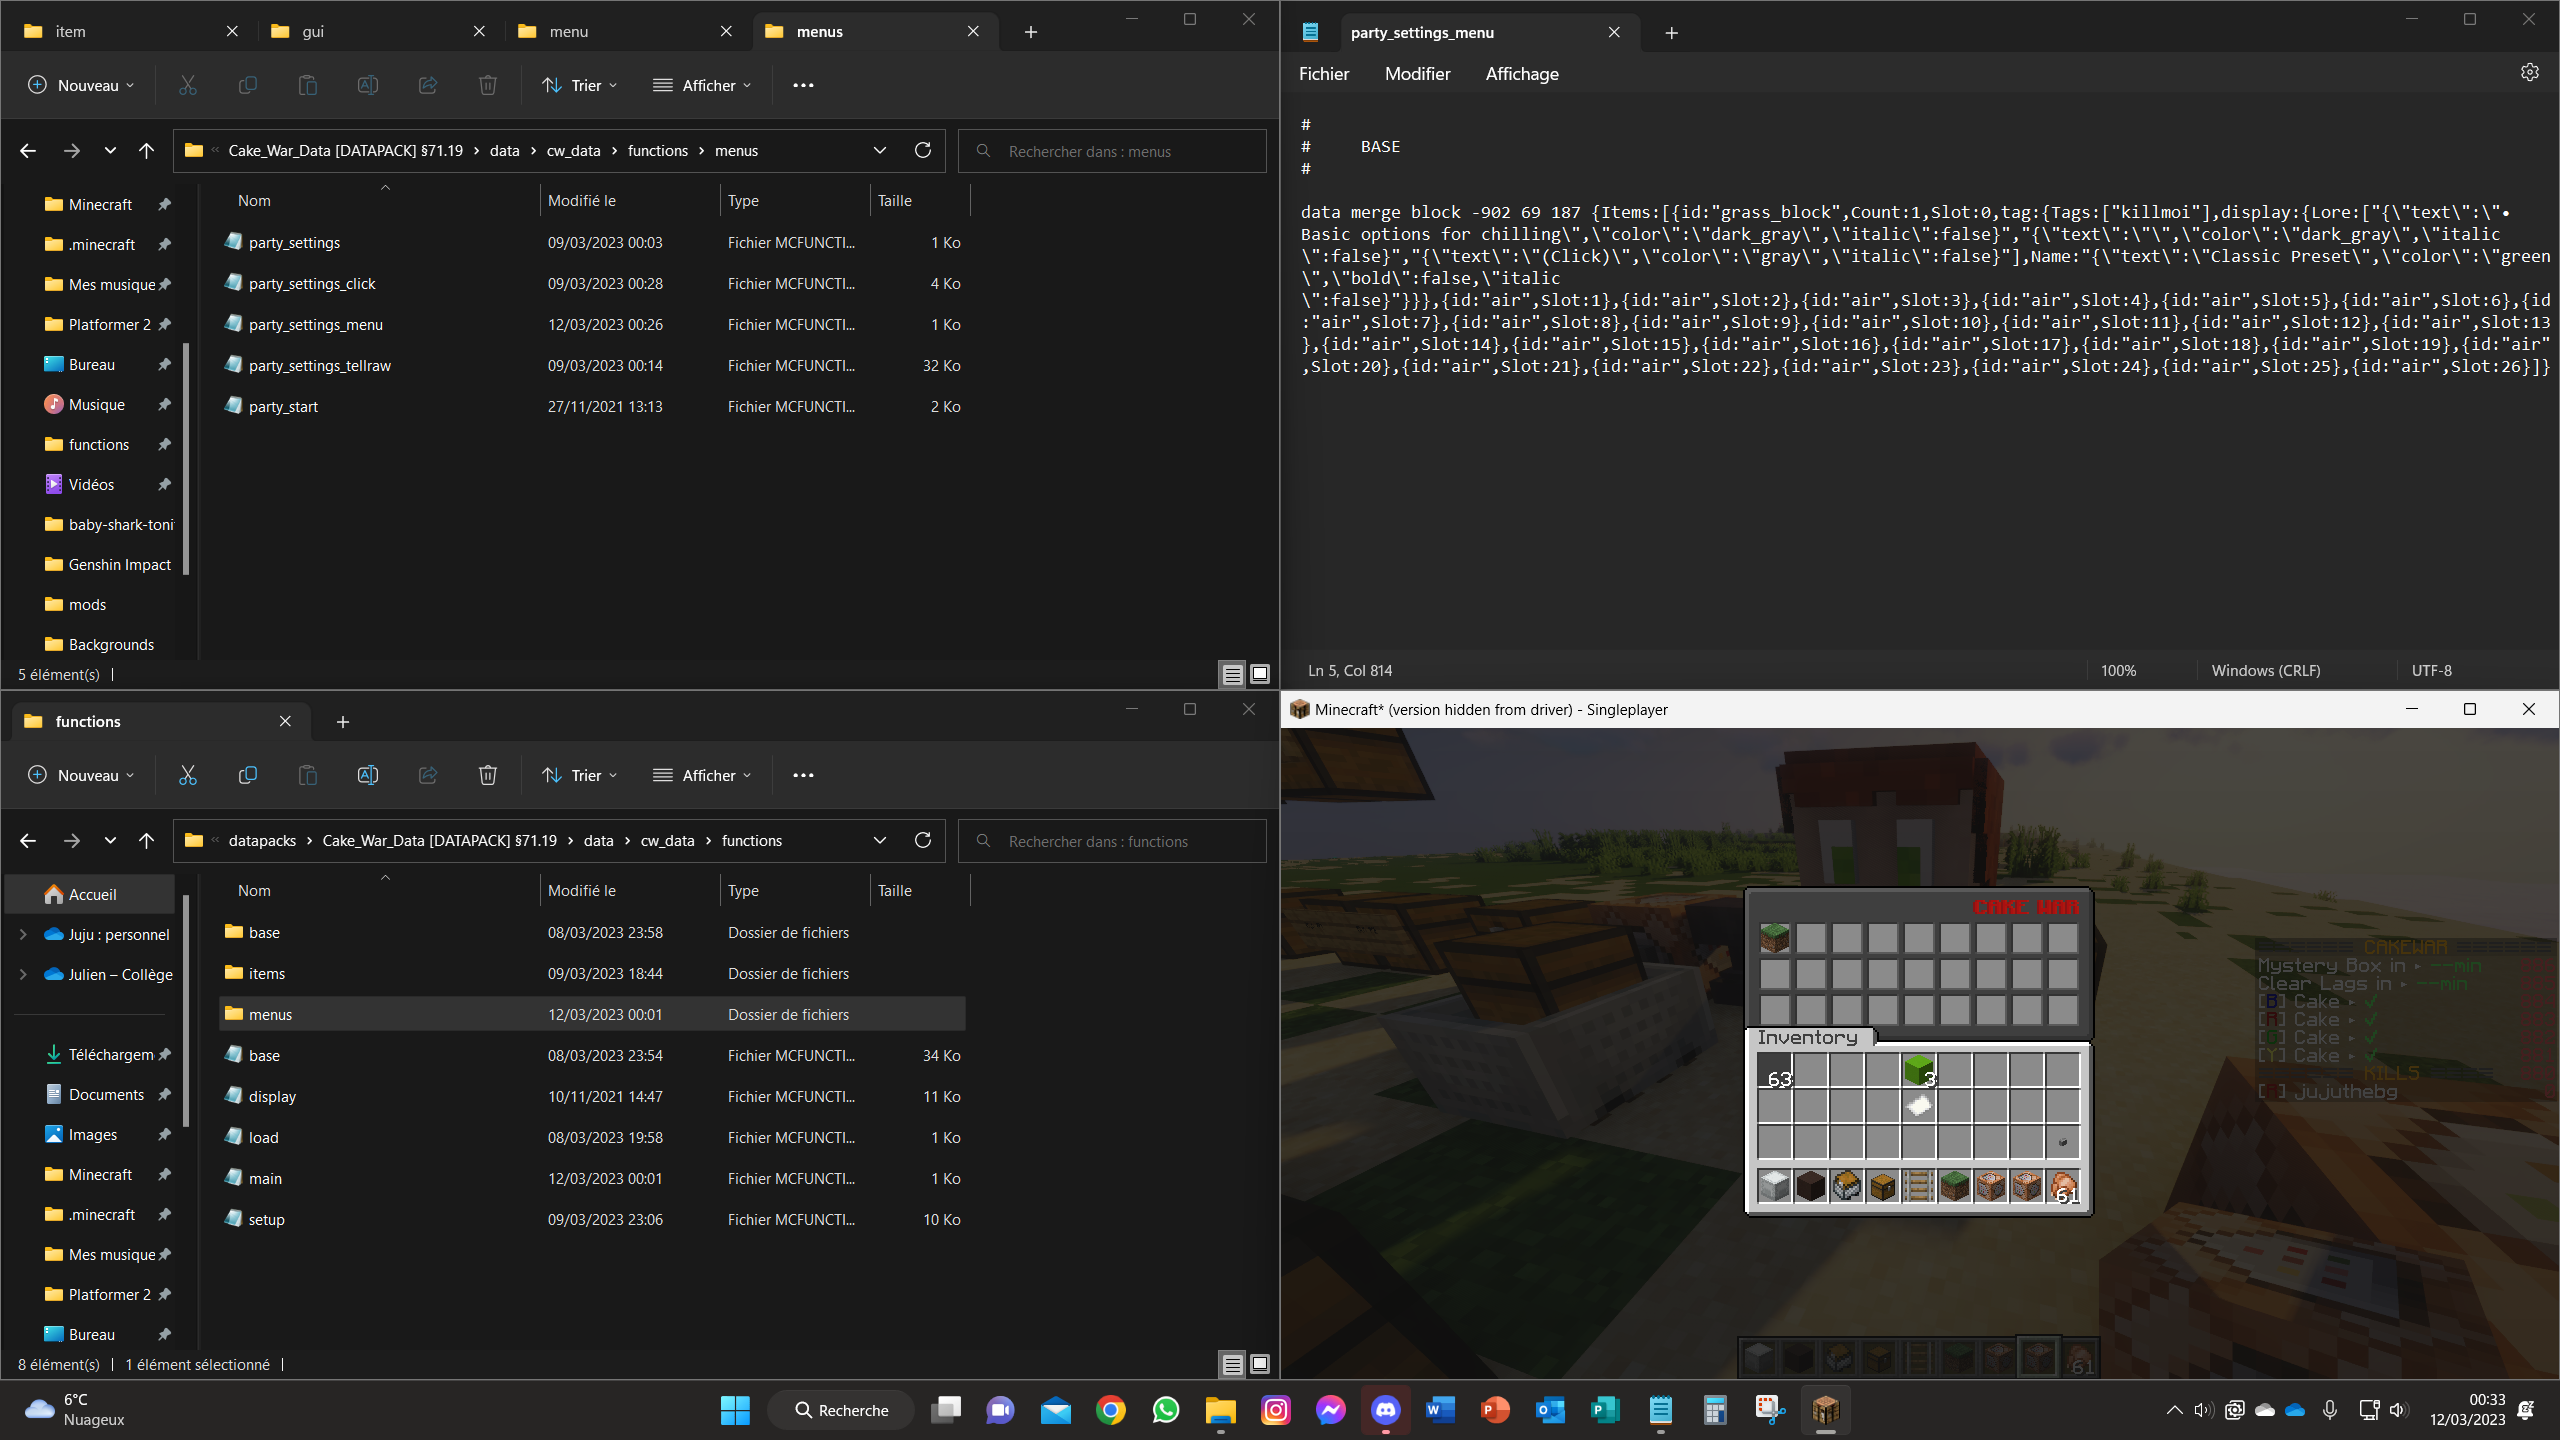 item
gui
menu
menus
Nouveau
Trier
Afficher
Cake_War_Data [DATAPACK] §71.19 › data › cw_data › functions › menus
Rechercher dans : menus
Nom Modifié le Type Taille
party_settings 09/03/2023 00:03 Fichier MCFUNCTI... 1 Ko
party_settings_click 09/03/2023 00:28 Fichier MCFUNCTI... 4 Ko
party_settings_menu 12/03/2023 00:26 Fichier MCFUNCTI... 1 Ko
party_settings_tellraw 09/03/2023 00:14 Fichier MCFUNCTI... 32 Ko
party_start 27/11/2021 13:13 Fichier MCFUNCTI... 2 Ko
Minecraft
.minecraft
Mes musique
Platformer 2
Bureau
Musique
functions
Vidéos
baby-shark-toni
Genshin Impact
mods
Backgrounds
5 élément(s)
party_settings_menu
Fichier Modifier Affichage
#
# BASE
#
data merge block -902 69 187 {Items:[{id:"grass_block",Count:1,Slot:0,tag:{Tags:["killmoi"],display:{Lore:["{\"text\":\"•
Basic options for chilling\",\"color\":\"dark_gray\",\"italic\":false}","{\"text\":\"\",\"color\":\"dark_gray\",\"italic
\":false}","{\"text\":\"(Click)\",\"color\":\"gray\",\"italic\":false}"],Name:"{\"text\":\"Classic Preset\",\"color\":\"green
\",\"bold\":false,\"italic
\":false}"}}},{id:"air",Slot:1},{id:"air",Slot:2},{id:"air",Slot:3},{id:"air",Slot:4},{id:"air",Slot:5},{id:"air",Slot:6},{id
:"air",Slot:7},{id:"air",Slot:8},{id:"air",Slot:9},{id:"air",Slot:10},{id:"air",Slot:11},{id:"air",Slot:12},{id:"air",Slot:13
},{id:"air",Slot:14},{id:"air",Slot:15},{id:"air",Slot:16},{id:"air",Slot:17},{id:"air",Slot:18},{id:"air",Slot:19},{id:"air"
,Slot:20},{id:"air",Slot:21},{id:"air",Slot:22},{id:"air",Slot:23},{id:"air",Slot:24},{id:"air",Slot:25},{id:"air",Slot:26}]}
Ln 5, Col 814 100% Windows (CRLF) UTF-8
functions
Nouveau
Trier
Afficher
datapacks › Cake_War_Data [DATAPACK] §71.19 › data › cw_data › functions
Rechercher dans : functions
Nom Modifié le Type Taille
base 08/03/2023 23:58 Dossier de fichiers
items 09/03/2023 18:44 Dossier de fichiers
menus 12/03/2023 00:01 Dossier de fichiers
base 08/03/2023 23:54 Fichier MCFUNCTI... 34 Ko
display 10/11/2021 14:47 Fichier MCFUNCTI... 11 Ko
load 08/03/2023 19:58 Fichier MCFUNCTI... 1 Ko
main 12/03/2023 00:01 Fichier MCFUNCTI... 1 Ko
setup 09/03/2023 23:06 Fichier MCFUNCTI... 10 Ko
Accueil
Juju : personnel
Julien – Collège
Téléchargem
Documents
Images
Minecraft
.minecraft
Mes musique
Platformer 2
Bureau
8 élément(s) 1 élément sélectionné
Minecraft* (version hidden from driver) - Singleplayer
CAKE WAR
Inventory
63
3
61
CAKEWAR
Mystery Box in ▸ --min
Clear Lags in ▸ --min
[B] Cake ▸ ✓
[R] Cake ▸ ✓
[G] Cake ▸ ✓
[Y] Cake ▸ ✓
KILLS
[R] jujuthebg
61
6°C
Nuageux
Recherche
00:33
12/03/2023